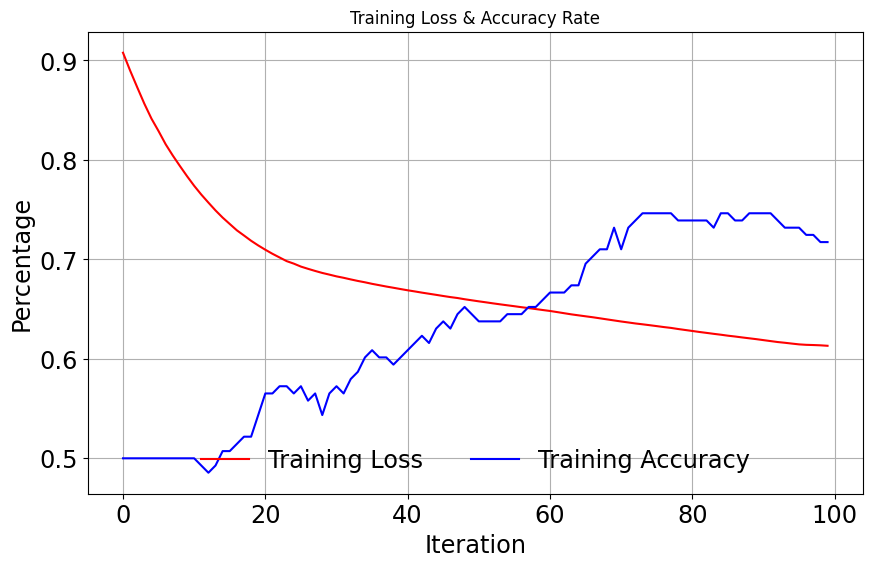 Training Loss & Accuracy Rate
Percentage
0.9
0.8
0.7
0.6
0.5
Training Loss Training Accuracy
0 20 40 60 80 100
Iteration